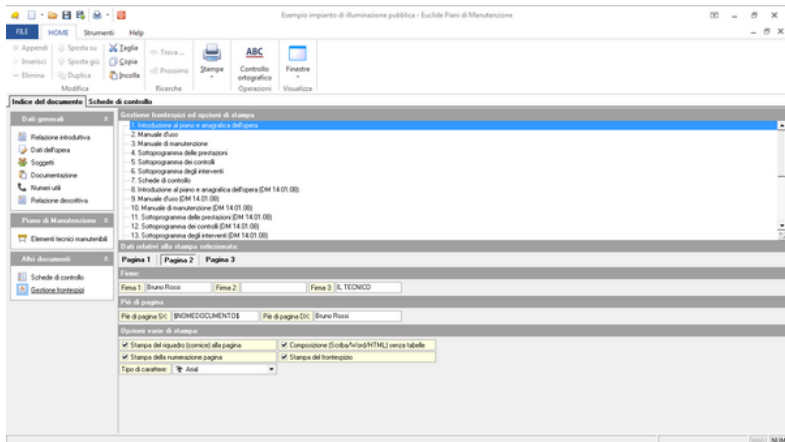 Esempio impianto di illuminazione pubblica - Euclide Piani di Manutenzione
FILE HOME Strumenti Help
Appendi Sposta su Taglia Trova ...
Inserisci Sposta giù Copia
Elimina Duplica Incolla Prossimo
Stampe
ABC
Controllo ortografico
Finestre
Modifica Ricerche Operazioni Visualizza
Indice del documento Schede di controllo
Dati generali
Relazione introduttiva
Dati dell'opera
Soggetti
Documentazione
Numeri utili
Relazione descrittiva
Piano di Manutenzione
Elementi tecnici manutenibili
Altri documenti
Schede di controllo
Gestione frontespizi
Gestione frontespizi ed opzioni di stampa
1. Introduzione al piano e anagrafica dell'opera
2. Manuale d'uso
3. Manuale di manutenzione
4. Sottoprogramma delle prestazioni
5. Sottoprogramma dei controlli
6. Sottoprogramma degli interventi
7. Schede di controllo
8. Introduzione al piano e anagrafica dell'opera (DM 14.01.08)
9. Manuale d'uso (DM 14.01.08)
10. Manuale di manutenzione (DM 14.01.08)
11. Sottoprogramma delle prestazioni (DM 14.01.08)
12. Sottoprogramma dei controlli (DM 14.01.08)
13. Sottoprogramma degli interventi (DM 14.01.08)
Dati relativi alla stampa selezionata:
Pagina 1 Pagina 2 Pagina 3
Firme:
Firma 1: Bruno Rossi Firma 2: Firma 3: IL TECNICO
Piè di pagina
Piè di pagina SX: $NOMEDOCUMENTO$ Piè di pagina DX: Bruno Rossi
Opzioni varie di stampa:
Stampa del riquadro (cornice) alla pagina Composizione (Scriba/Word/HTML) senza tabelle
Stampa della numerazione pagina Stampa del frontespizio
Tipo di carattere: Arial
MAIU NUM